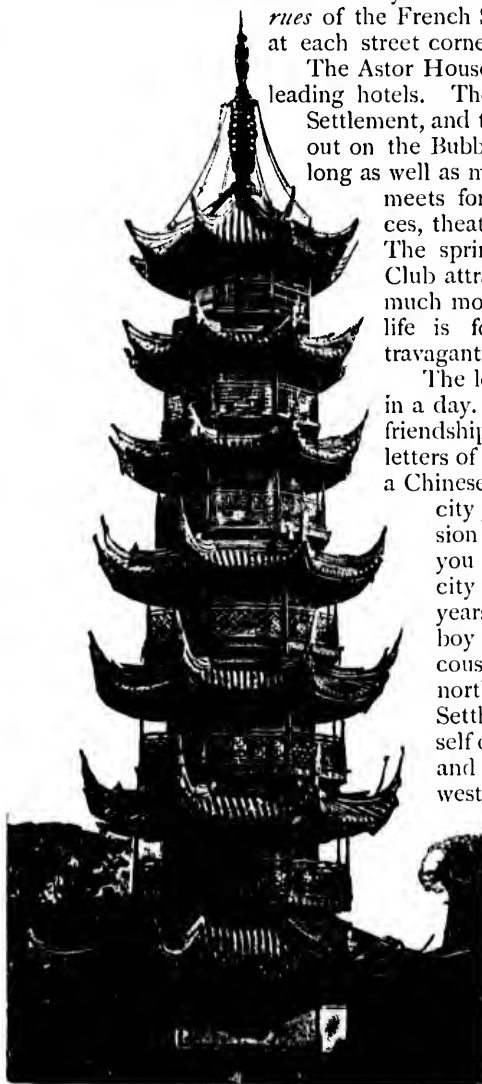 rues of the French S
at each street corne
The Astor House
leading hotels. The
Settlement, and t
out on the Bubb
long as well as m
meets for
ces, theat
The sprin
Club attra
much mo
life is fo
travagant
The lo
in a day.
friendship
letters of
a Chinese
city
sion
you
city
years
boy
cous
nort
Settl
self
and
west